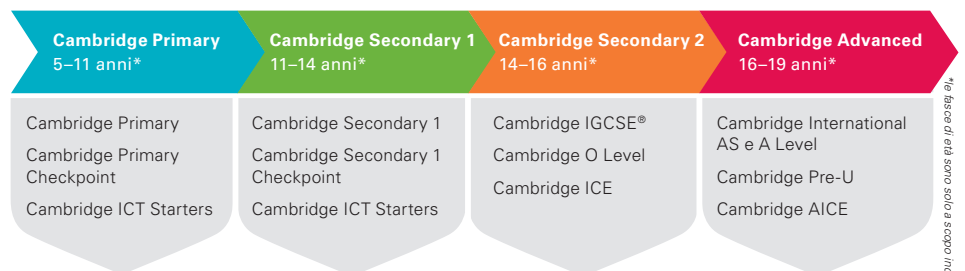 Cambridge Primary
5–11 anni*
Cambridge Secondary 1
11–14 anni*
Cambridge Secondary 2
14–16 anni*
Cambridge Advanced
16–19 anni*
Cambridge Primary
Cambridge Primary
Checkpoint
Cambridge ICT Starters
Cambridge Secondary 1
Cambridge Secondary 1
Checkpoint
Cambridge ICT Starters
Cambridge IGCSE®
Cambridge O Level
Cambridge ICE
Cambridge International
AS e A Level
Cambridge Pre-U
Cambridge AICE
*le fasce di età sono solo a scopo